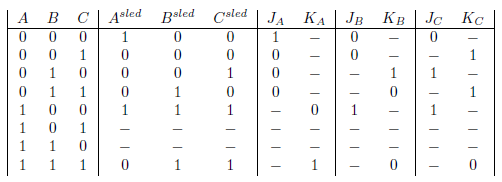 A B C A^sled B^sled C^sled J_A K_A J_B K_B J_C K_C
0 0 0 1 0 0 1 – 0 – 0 –
0 0 1 0 0 0 0 – 0 – – 1
0 1 0 0 0 1 0 – – 1 1 –
0 1 1 0 1 0 0 – – 0 – 1
1 0 0 1 1 1 – 0 1 – 1 –
1 0 1 – – – – – – – – –
1 1 0 – – – – – – – – –
1 1 1 0 1 1 – 1 – 0 – 0